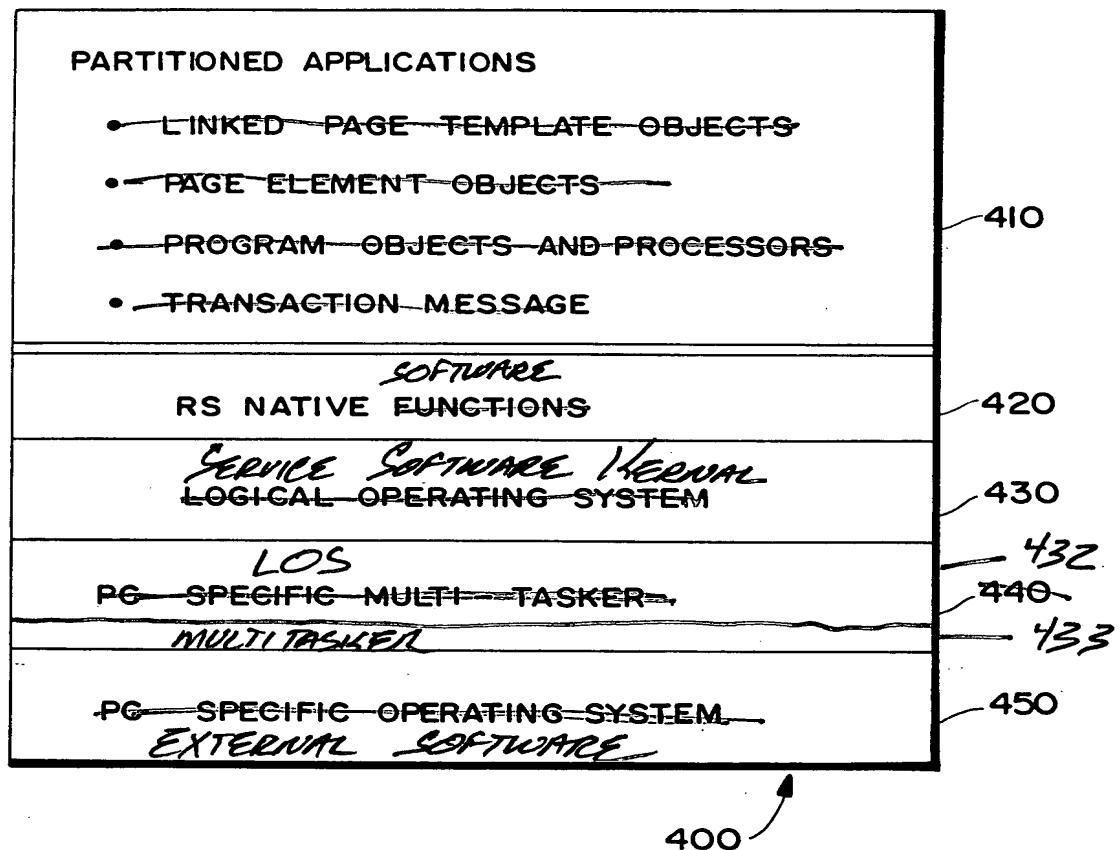 PARTITIONED APPLICATIONS
• LINKED PAGE TEMPLATE OBJECTS
• PAGE ELEMENT OBJECTS
• PROGRAM OBJECTS AND PROCESSORS
• TRANSACTION MESSAGE
410
SOFTWARE
RS NATIVE FUNCTIONS
420
SERVICE SOFTWARE KERNAL
LOGICAL OPERATING SYSTEM
430
LOS
432
PC SPECIFIC MULTI-TASKER
440
MULTITASKER
433
PC SPECIFIC OPERATING SYSTEM
450
EXTERNAL SOFTWARE
400